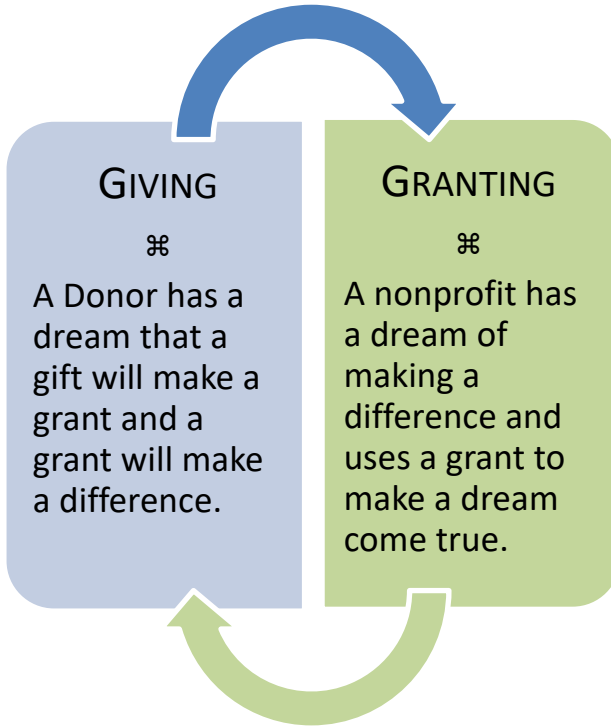 GIVING
⌘
A Donor has a
dream that a
gift will make a
grant and a
grant will make
a difference.
GRANTING
⌘
A nonprofit has
a dream of
making a
difference and
uses a grant to
make a dream
come true.